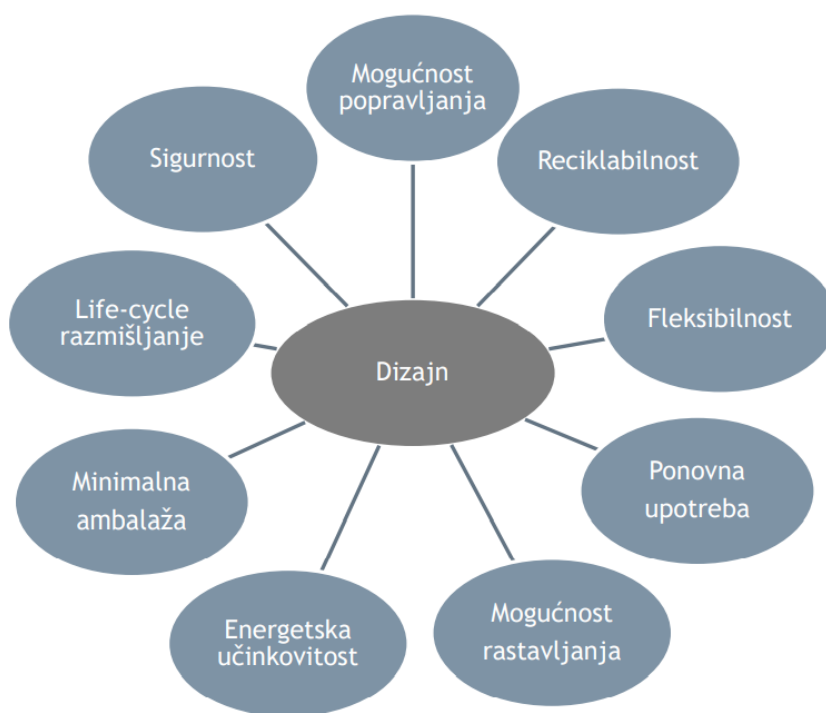 Mogućnost
popravljanja
Reciklabilnost
Fleksibilnost
Ponovna
upotreba
Mogućnost
rastavljanja
Energetska
učinkovitost
Minimalna
ambalaža
Life-cycle
razmišljanje
Sigurnost
Dizajn